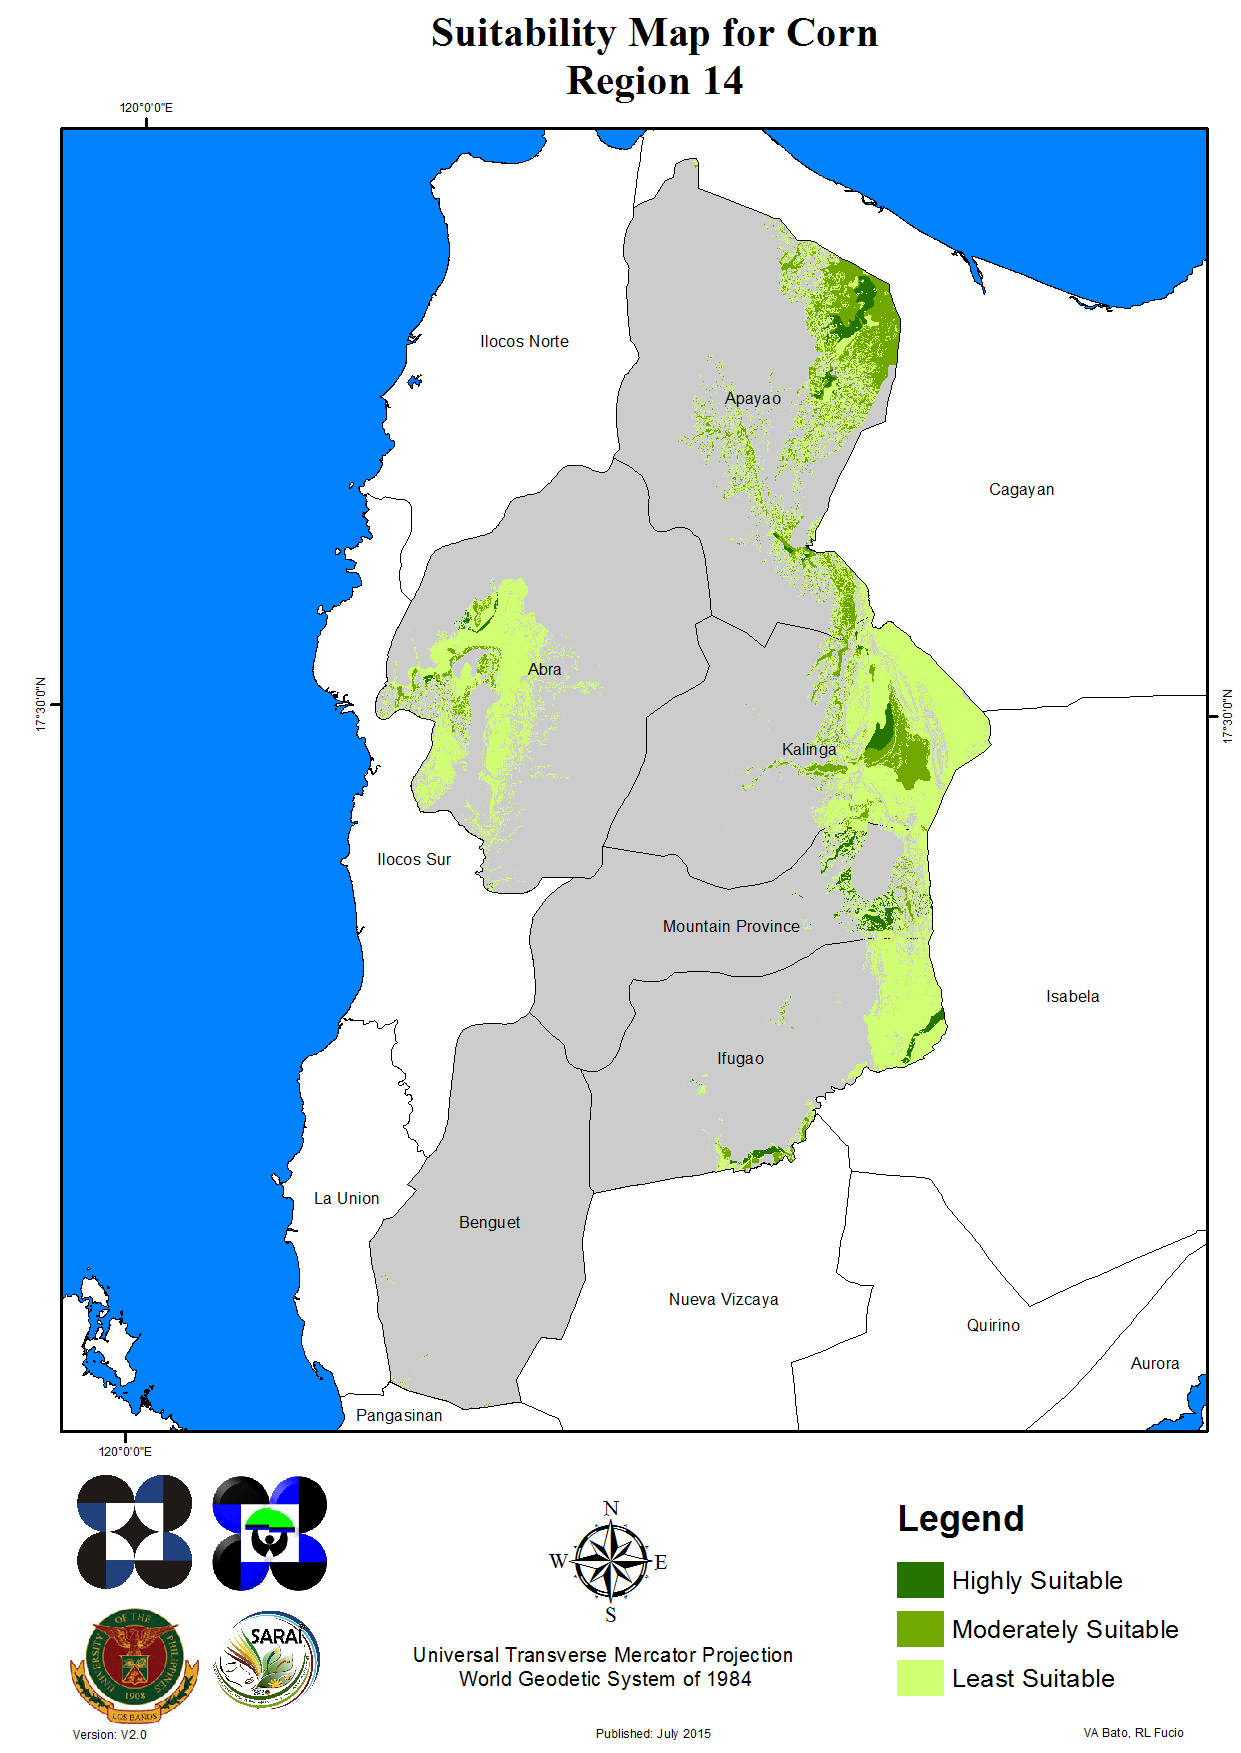 Suitability Map for Corn
Region 14
120°0'0"E
Ilocos Norte
Apayao
Cagayan
Abra
17°30'0"N
17°30'0"N
Kalinga
Ilocos Sur
Mountain Province
Isabela
Ifugao
La Union
Benguet
Nueva Vizcaya
Quirino
Aurora
Pangasinan
120°0'0"E
N
W
E
S
Legend
Highly Suitable
Moderately Suitable
Least Suitable
UNIVERSITY OF THE PHILIPPINES
1908
LOS BAÑOS
SARAI
Universal Transverse Mercator Projection
World Geodetic System of 1984
Version: V2.0
Published: July 2015
VA Bato, RL Fucio